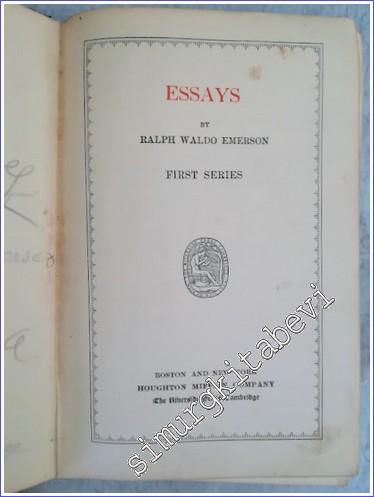 ESSAYS
BY
RALPH WALDO EMERSON
FIRST SERIES
BOSTON AND NEW YORK
HOUGHTON MIFFLIN COMPANY
The Riverside Press Cambridge
simurgkitabevi